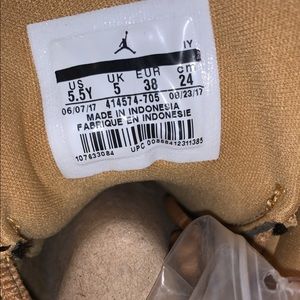 IY
US UK EUR cm
5.5Y 5 38 24
06/07/17 414574-705 08/23/17
MADE IN INDONESIA
FABRIQUE EN INDONESIE
107633084
UPC